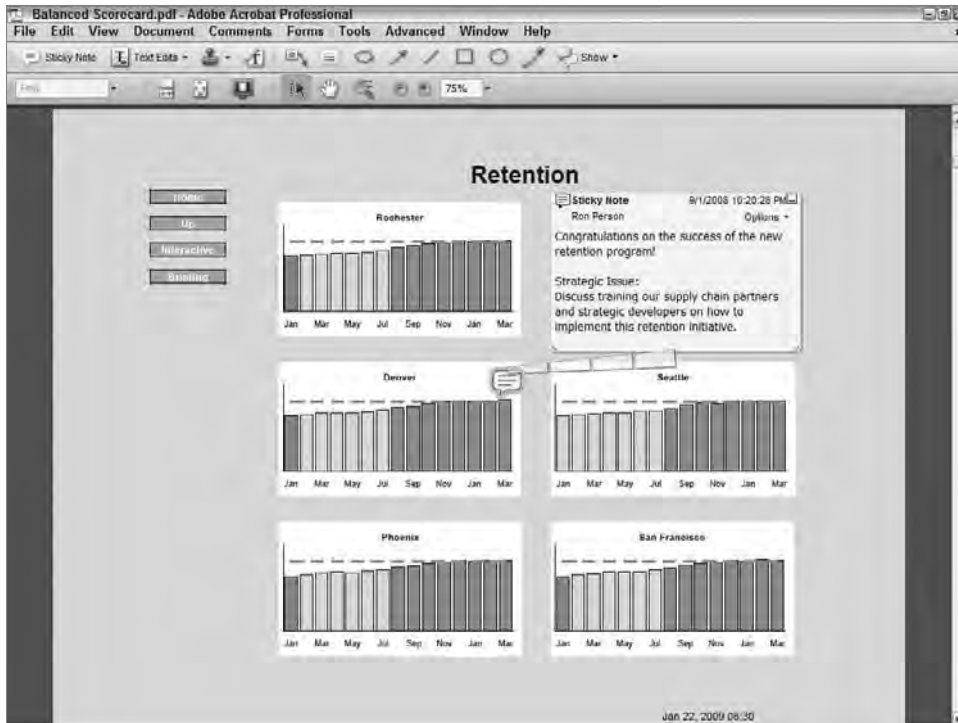 Balanced Scorecard.pdf - Adobe Acrobat Professional
File Edit View Document Comments Forms Tools Advanced Window Help
Sticky Note Text Edits Show
Find 75%
Retention
Home
Up
Interactive
Briefing
Rochester
Jan Mar May Jul Sep Nov Jan Mar
Sticky Note 9/1/2008 10:20:28 PM
Ron Person Options
Congratulations on the success of the new
retention program!
Strategic Issue:
Discuss training our supply chain partners
and strategic developers on how to
implement this retention initiative.
Denver
Jan Mar May Jul Sep Nov Jan Mar
Seattle
Jan Mar May Jul Sep Nov Jan Mar
Phoenix
Jan Mar May Jul Sep Nov Jan Mar
San Francisco
Jan Mar May Jul Sep Nov Jan Mar
Jan 22, 2009 08:30